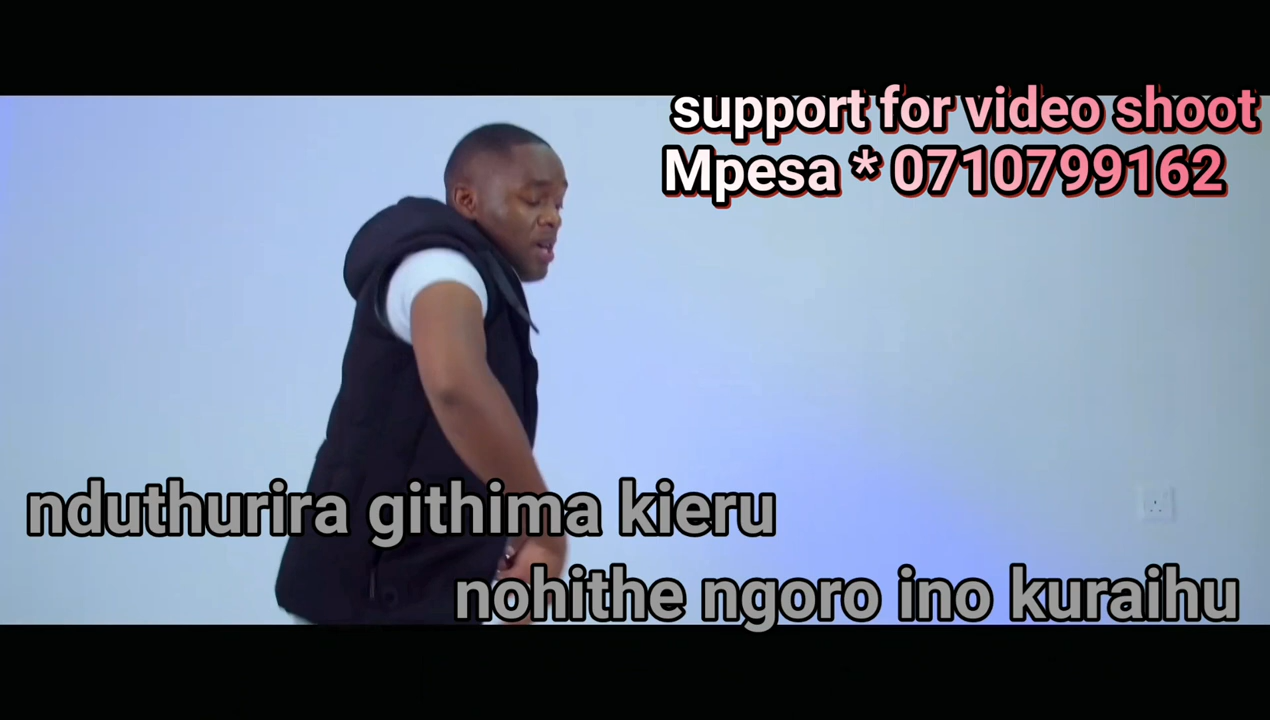 support for video shoot
Mpesa * 0710799162
nduthurira githima kieru
nohithe ngoro ino kuraihu